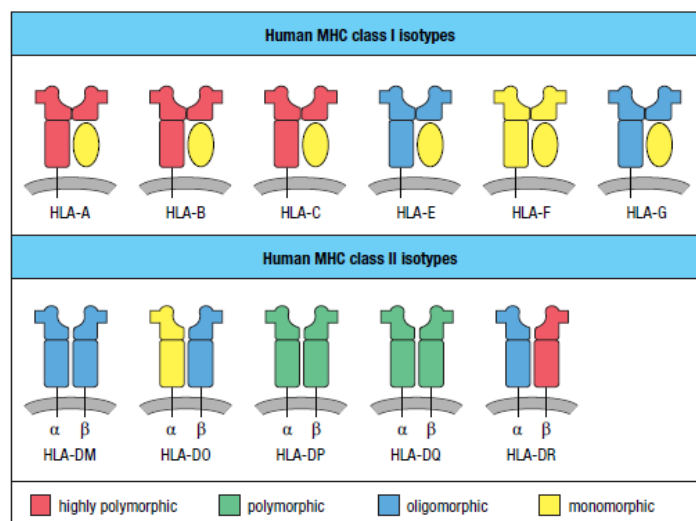 Human MHC class I isotypes
HLA-A HLA-B HLA-C HLA-E HLA-F HLA-G
Human MHC class II isotypes
α β α β α β α β α β
HLA-DM HLA-DO HLA-DP HLA-DQ HLA-DR
highly polymorphic polymorphic oligomorphic monomorphic